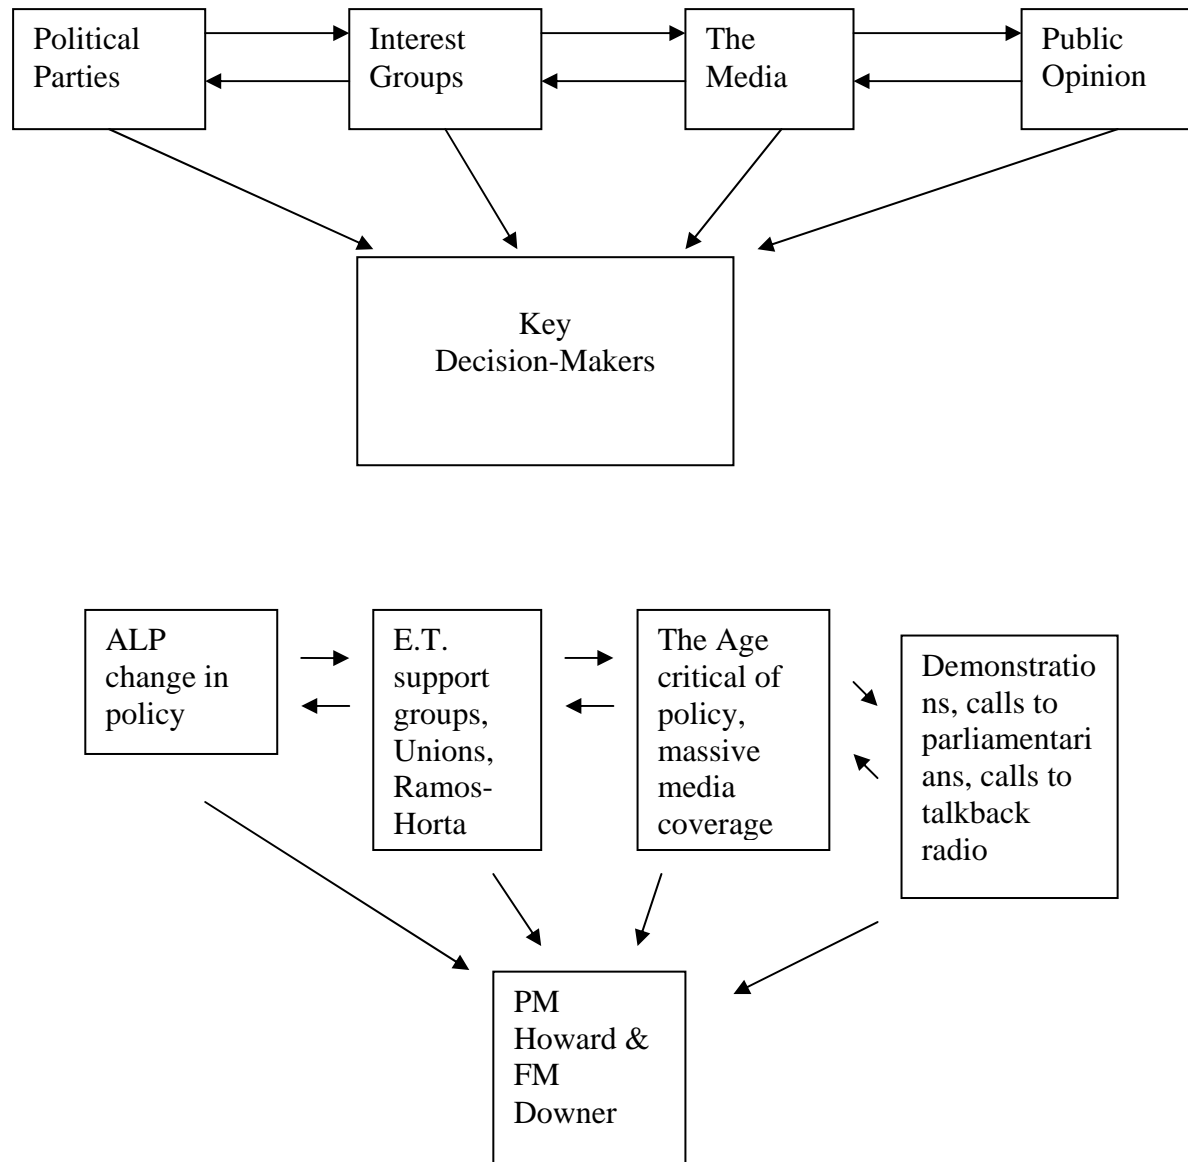 Political
Parties
Interest
Groups
The
Media
Public
Opinion
Key
Decision-Makers
ALP
change in
policy
E.T.
support
groups,
Unions,
Ramos-
Horta
The Age
critical of
policy,
massive
media
coverage
Demonstratio
ns, calls to
parliamentari
ans, calls to
talkback
radio
PM
Howard &
FM
Downer